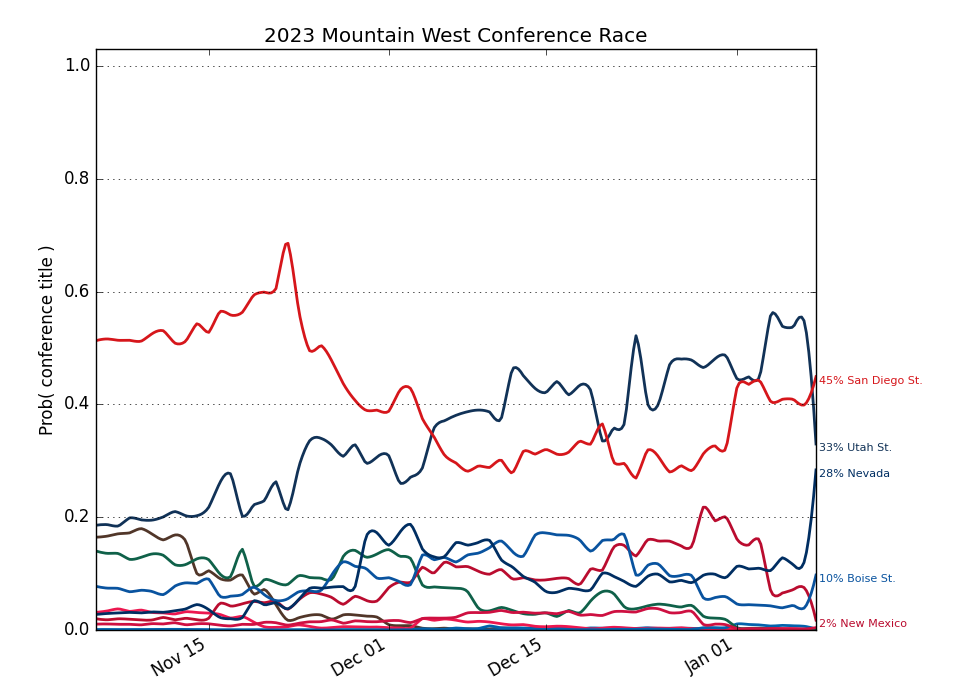 2023 Mountain West Conference Race
1.0
0.8
0.6
0.4
0.2
0.0
Prob( conference title )
45% San Diego St.
33% Utah St.
28% Nevada
10% Boise St.
2% New Mexico
Nov 15
Dec 01
Dec 15
Jan 01